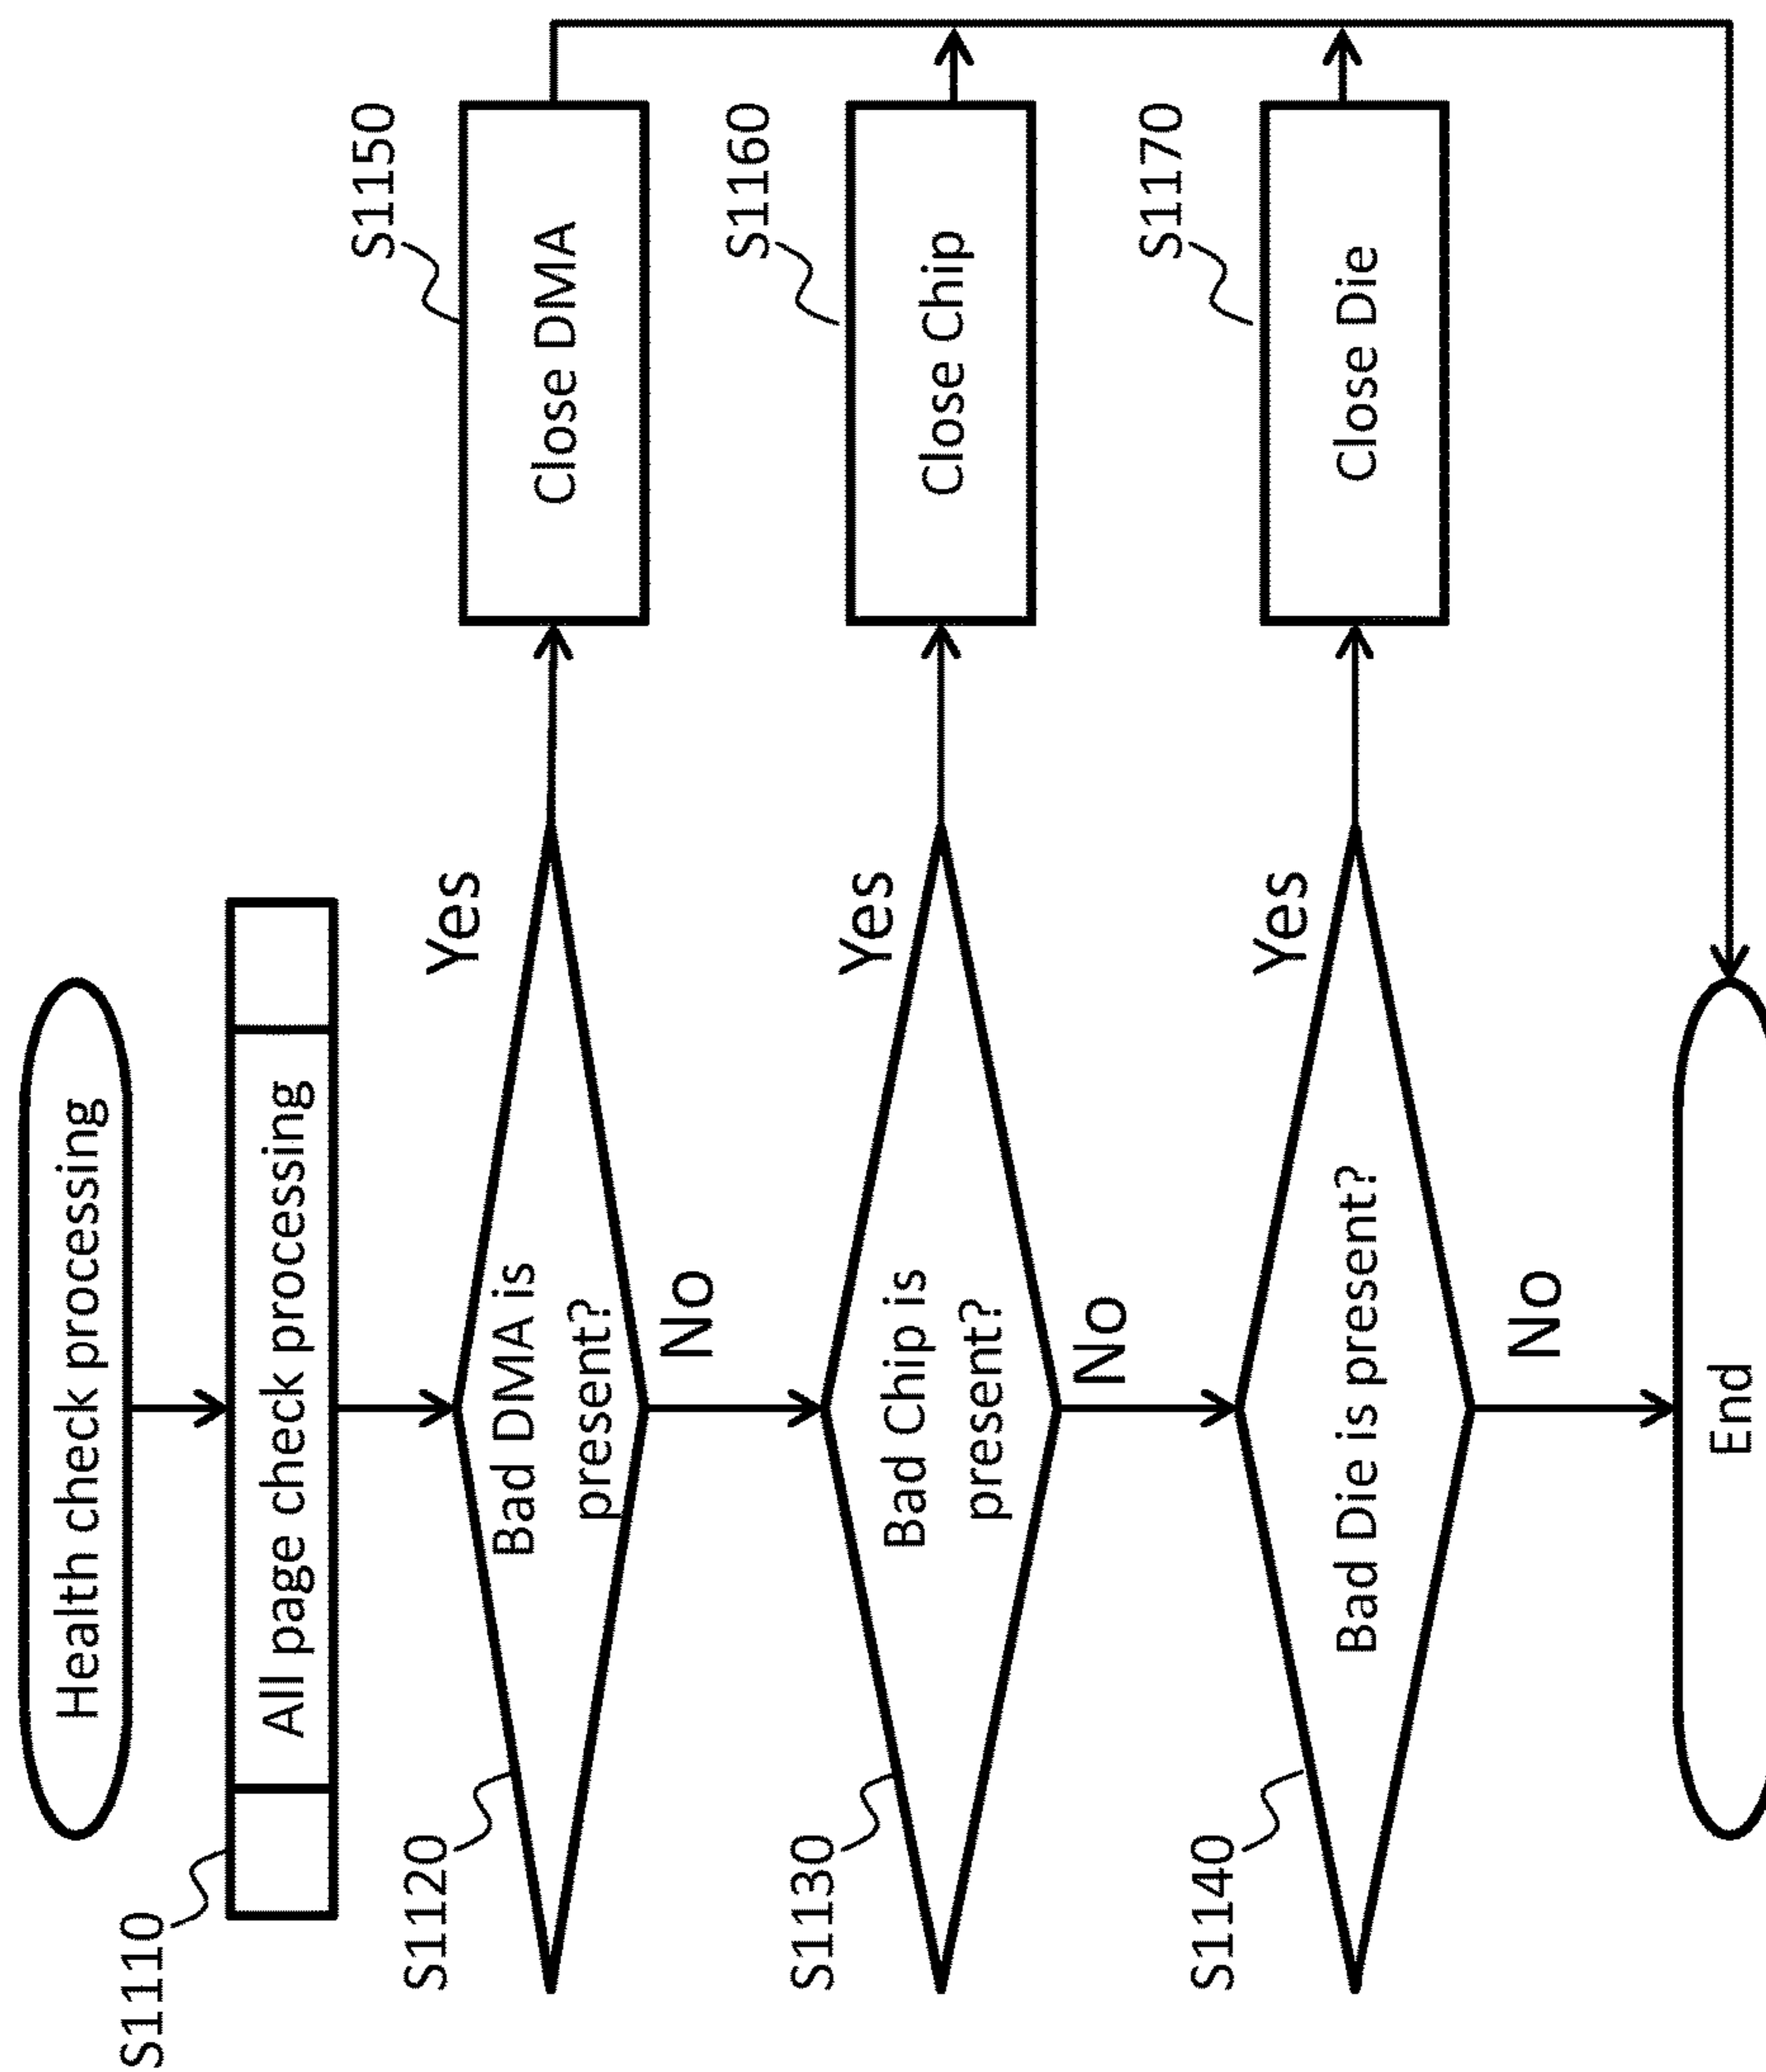 Health check processing
S1110
All page check processing
S1120
Bad DMA is
present?
Yes
No
S1150
Close DMA
S1130
Bad Chip is
present?
Yes
No
S1160
Close Chip
S1140
Bad Die is present?
Yes
No
S1170
Close Die
End